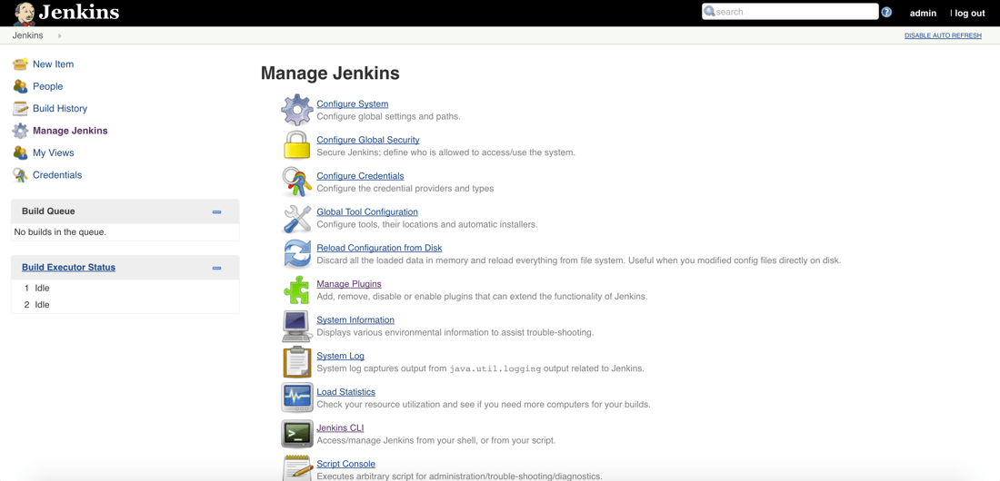 Jenkins
search
admin
| log out
Jenkins
DISABLE AUTO REFRESH
New Item
People
Build History
Manage Jenkins
My Views
Credentials
Build Queue
No builds in the queue.
Build Executor Status
1 Idle
2 Idle
Manage Jenkins
Configure System
Configure global settings and paths.
Configure Global Security
Secure Jenkins; define who is allowed to access/use the system.
Configure Credentials
Configure the credential providers and types
Global Tool Configuration
Configure tools, their locations and automatic installers.
Reload Configuration from Disk
Discard all the loaded data in memory and reload everything from file system. Useful when you modified config files directly on disk.
Manage Plugins
Add, remove, disable or enable plugins that can extend the functionality of Jenkins.
System Information
Displays various environmental information to assist trouble-shooting.
System Log
System log captures output from java.util.logging output related to Jenkins.
Load Statistics
Check your resource utilization and see if you need more computers for your builds.
Jenkins CLI
Access/manage Jenkins from your shell, or from your script.
Script Console
Executes arbitrary script for administration/trouble-shooting/diagnostics.